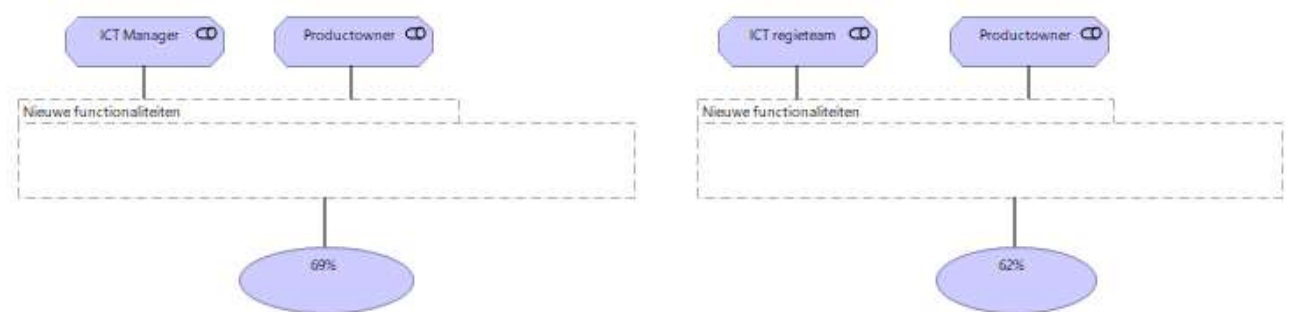 ICT Manager
Productowner
Nieuwe functionaliteiten
69%
ICT regieteam
Productowner
Nieuwe functionaliteiten
62%